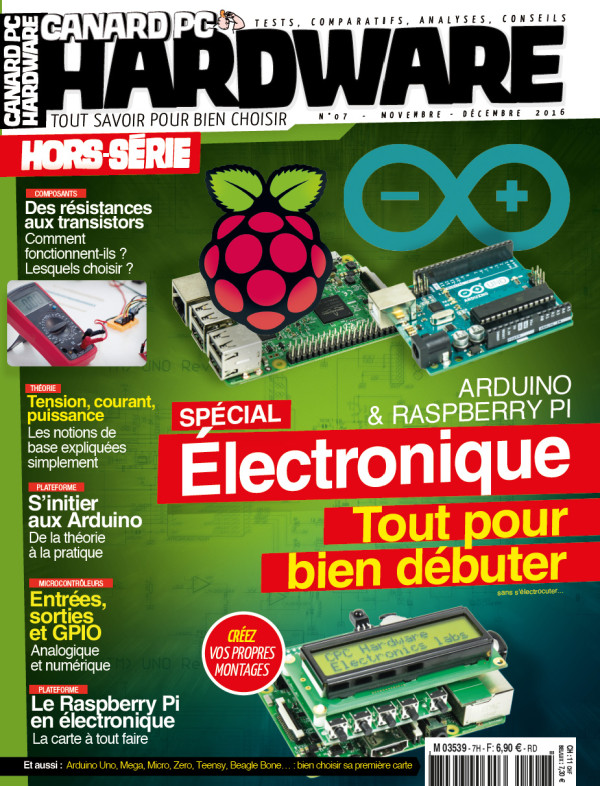 CANARD PC
HARDWARE
CANARD PC
TESTS, COMPARATIFS, ANALYSES, CONSEILS
HARDWARE
TOUT SAVOIR POUR BIEN CHOISIR
N°07 - NOVEMBRE - DÉCEMBRE 2016
HORS-SÉRIE
COMPOSANTS
Des résistances
aux transistors
Comment
fonctionnent-ils ?
Lesquels choisir ?
THÉORIE
Tension, courant,
puissance
Les notions de
base expliquées
simplement
PLATEFORME
S'initier
aux Arduino
De la théorie
à la pratique
MICROCONTRÔLEURS
Entrées,
sorties
et GPIO
Analogique
et numérique
PLATEFORME
Le Raspberry Pi
en électronique
La carte à tout faire
ARDUINO
& RASPBERRY PI
SPÉCIAL
Électronique
Tout pour
bien débuter
sans s'électrocuter...
CRÉEZ
VOS PROPRES
MONTAGES
CPC Hardware
Electronics labs
Et aussi : Arduino Uno, Mega, Micro, Zero, Teensy, Beagle Bone... : bien choisir sa première carte
M 03539 - 7H - F: 6,90 € - RD